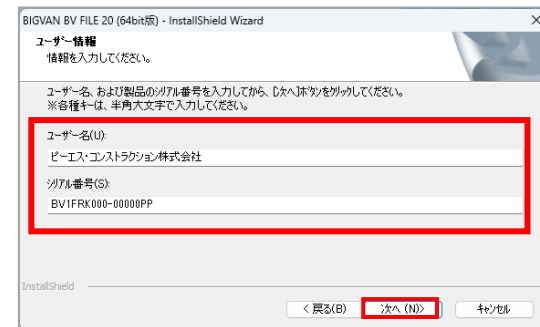 BIGVAN BV FILE 20 (64bit版) - InstallShield Wizard
ユーザー情報
情報を入力してください。
ユーザー名、および製品のシリアル番号を入力してから、[次へ]ボタンをクリックしてください。
※各種キーは、半角大文字で入力してください。
ユーザー名(U):
ピーエス・コンストラクション株式会社
シリアル番号(S):
BV1FRK000-00000PP
InstallShield
< 戻る(B)
次へ (N)>
キャンセル